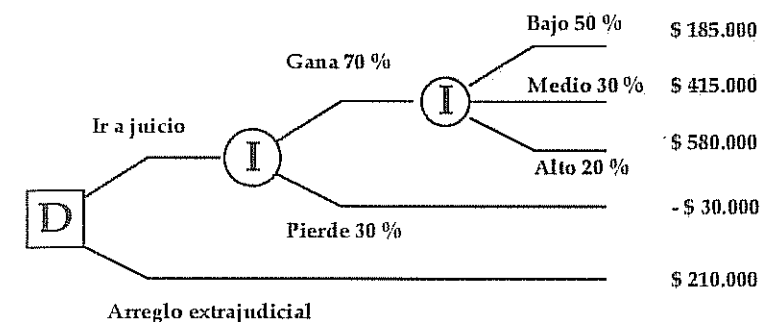 Bajo 50 % $ 185.000
Gana 70 %
I Medio 30 % $ 415.000
Ir a juicio
$ 580.000
I Alto 20 %
D
Pierde 30 % - $ 30.000
$ 210.000
Arreglo extrajudicial